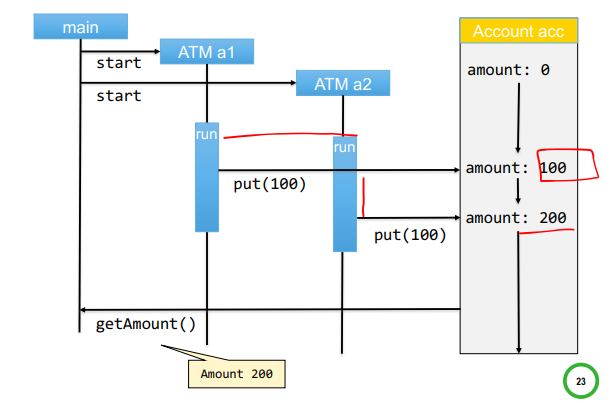 main
Account acc
start
ATM a1
amount: 0
start
ATM a2
run
run
put(100)
amount: 100
put(100)
amount: 200
getAmount()
Amount 200
23